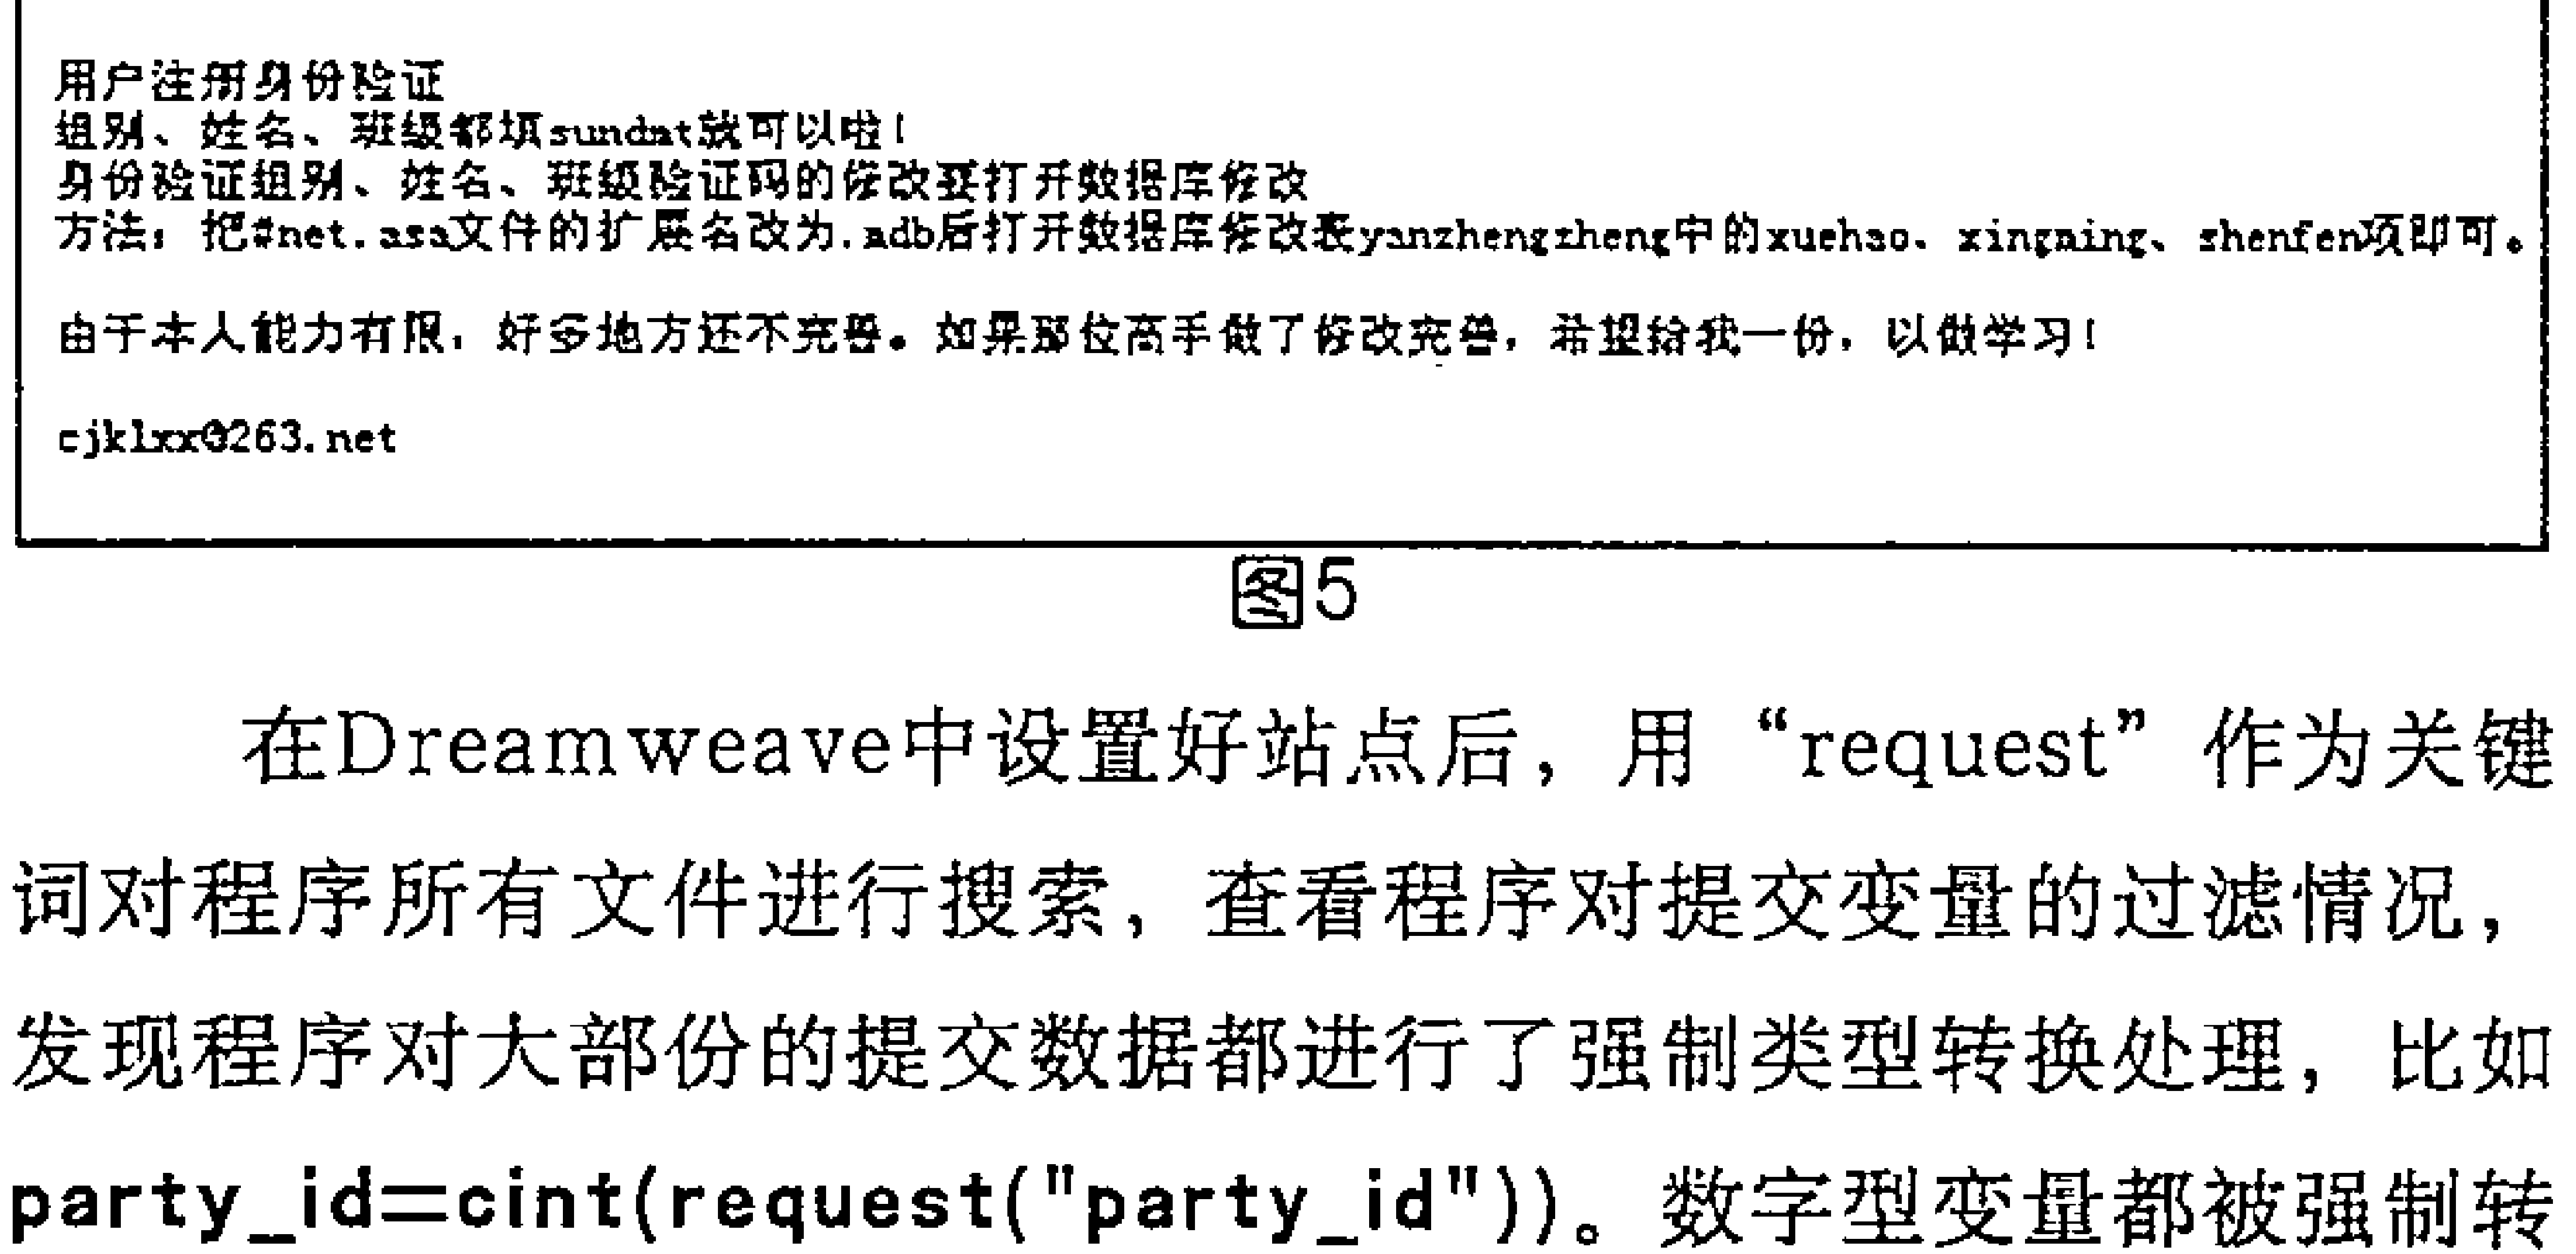 用户注册身份验证
组别、姓名、班级都填sundat就可以啦！
身份验证组别、姓名、班级验证码的修改要打开数据库修改
方法：把#net.asa文件的扩展名改为.mdb后打开数据库修改表yanzhengzheng中的xuehao、xingming、shenfen项即可。
由于本人能力有限，好多地方还不完善。如果那位高手做了修改完善，希望给我一份，以做学习！
cjklxx@263.net
图5
在Dreamweave中设置好站点后，用“request”作为关键
词对程序所有文件进行搜索，查看程序对提交变量的过滤情况，
发现程序对大部份的提交数据都进行了强制类型转换处理，比如
party_id=cint(request("party_id"))。数字型变量都被强制转